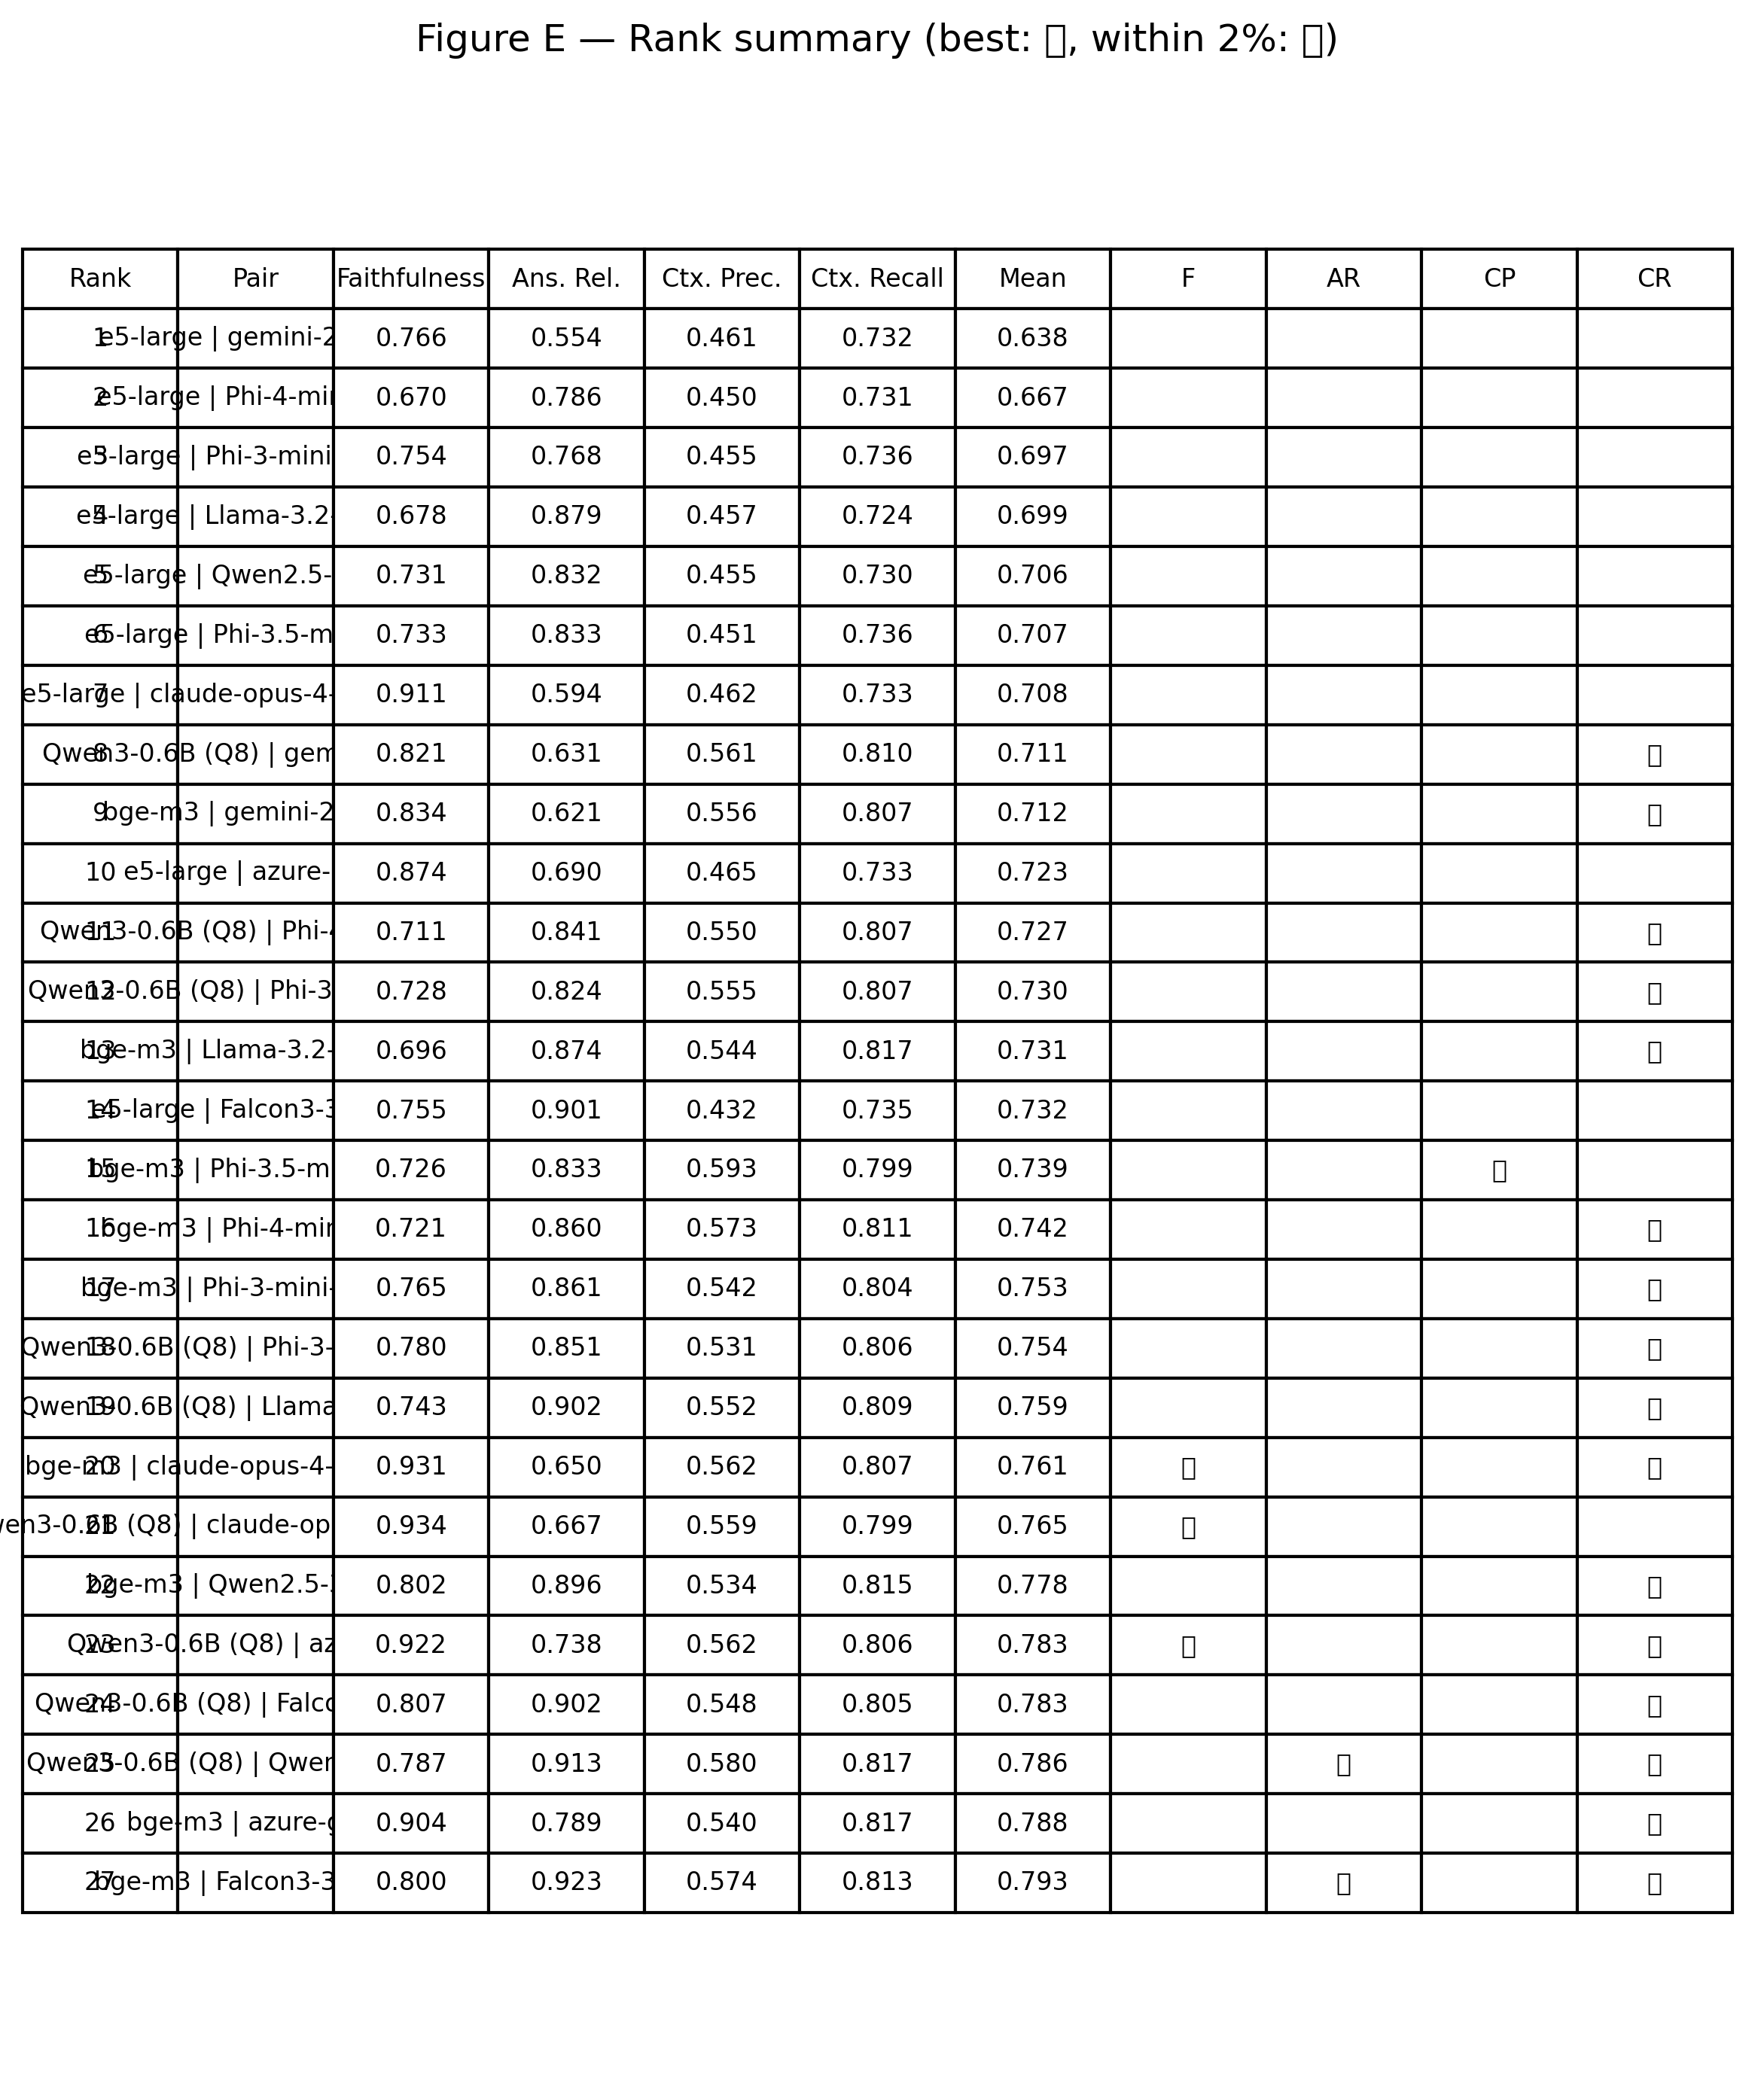 Figure E — Rank summary (best: ▯, within 2%: ▯)
Rank Pair Faithfulness Ans. Rel. Ctx. Prec. Ctx. Recall Mean F AR CP CR
1 e5-large | gemini-2 0.766 0.554 0.461 0.732 0.638
2 e5-large | Phi-4-mi 0.670 0.786 0.450 0.731 0.667
3 e5-large | Phi-3-mini 0.754 0.768 0.455 0.736 0.697
4 e5-large | Llama-3.2- 0.678 0.879 0.457 0.724 0.699
5 e5-large | Qwen2.5- 0.731 0.832 0.455 0.730 0.706
6 e5-large | Phi-3.5-m 0.733 0.833 0.451 0.736 0.707
7 e5-large | claude-opus-4- 0.911 0.594 0.462 0.733 0.708
8 Qwen3-0.6B (Q8) | gem 0.821 0.631 0.561 0.810 0.711 ▯
9 bge-m3 | gemini-2 0.834 0.621 0.556 0.807 0.712 ▯
10 e5-large | azure- 0.874 0.690 0.465 0.733 0.723
11 Qwen3-0.6B (Q8) | Phi-4 0.711 0.841 0.550 0.807 0.727 ▯
12 Qwen3-0.6B (Q8) | Phi-3 0.728 0.824 0.555 0.807 0.730 ▯
13 bge-m3 | Llama-3.2- 0.696 0.874 0.544 0.817 0.731 ▯
14 e5-large | Falcon3-3 0.755 0.901 0.432 0.735 0.732
15 bge-m3 | Phi-3.5-m 0.726 0.833 0.593 0.799 0.739 ▯
16 bge-m3 | Phi-4-mi 0.721 0.860 0.573 0.811 0.742 ▯
17 bge-m3 | Phi-3-mini- 0.765 0.861 0.542 0.804 0.753 ▯
18 Qwen3-0.6B (Q8) | Phi-3- 0.780 0.851 0.531 0.806 0.754 ▯
19 Qwen3-0.6B (Q8) | Llama 0.743 0.902 0.552 0.809 0.759 ▯
20 bge-m3 | claude-opus-4- 0.931 0.650 0.562 0.807 0.761 ▯ ▯
21 wen3-0.6B (Q8) | claude-op 0.934 0.667 0.559 0.799 0.765 ▯
22 bge-m3 | Qwen2.5- 0.802 0.896 0.534 0.815 0.778 ▯
23 Qwen3-0.6B (Q8) | az 0.922 0.738 0.562 0.806 0.783 ▯ ▯
24 Qwen3-0.6B (Q8) | Falco 0.807 0.902 0.548 0.805 0.783 ▯
25 Qwen3-0.6B (Q8) | Qwen 0.787 0.913 0.580 0.817 0.786 ▯ ▯
26 bge-m3 | azure-g 0.904 0.789 0.540 0.817 0.788 ▯
27 bge-m3 | Falcon3-3 0.800 0.923 0.574 0.813 0.793 ▯ ▯